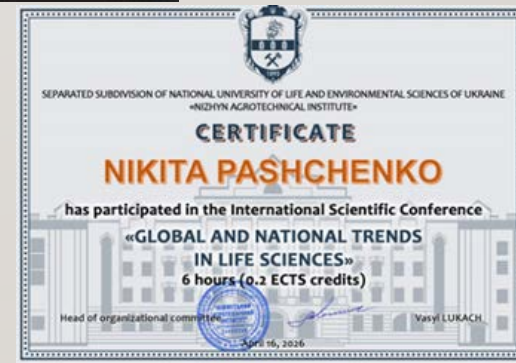 SEPARATED SUBDIVISION OF NATIONAL UNIVERSITY OF LIFE AND ENVIRONMENTAL SCIENCES OF UKRAINE
«NIZHYN AGROTECHNICAL INSTITUTE»
CERTIFICATE
NIKITA PASHCHENKO
has participated in the International Scientific Conference
«GLOBAL AND NATIONAL TRENDS
IN LIFE SCIENCES»
6 hours (0.2 ECTS credits)
Head of organizational committee
Vasyl LUKACH
April 16, 2026